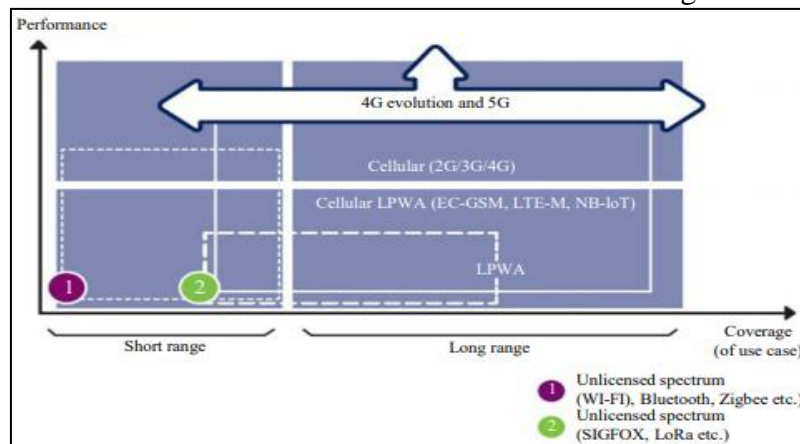 Performance
4G evolution and 5G
Cellular (2G/3G/4G)
Cellular LPWA (EC-GSM, LTE-M, NB-loT)
LPWA
1
2
Short range
Long range
Coverage
(of use case)
1
Unlicensed spectrum
(WI-FI), Bluetooth, Zigbee etc.)
2
Unlicensed spectrum
(SIGFOX, LoRa etc.)